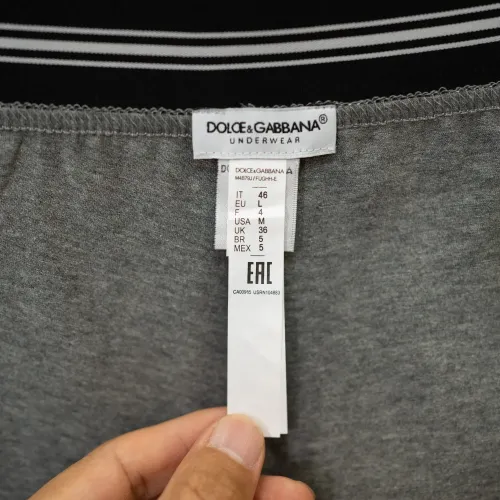 DOLCE&GABBANA®
UNDERWEAR
DOLCE&GABBANA
IT 46
EU L
F 4
USA M
UK 36
BR 5
MEX 5
EAC